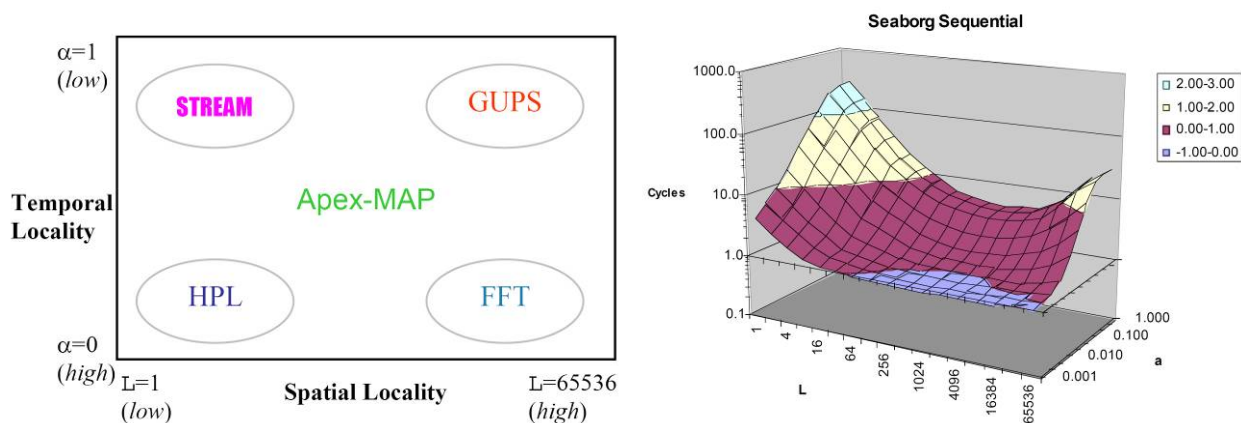 α=1
(low)
STREAM
GUPS
Temporal
Locality
Apex-MAP
HPL
FFT
α=0
(high)
L=1
(low)
Spatial Locality
L=65536
(high)
Seaborg Sequential
1000.0
100.0
Cycles
10.0
1.0
0.1
1
4
16
64
256
1024
4096
16384
65536
L
1.000
0.100
0.010
0.001
a
2.00-3.00
1.00-2.00
0.00-1.00
-1.00-0.00